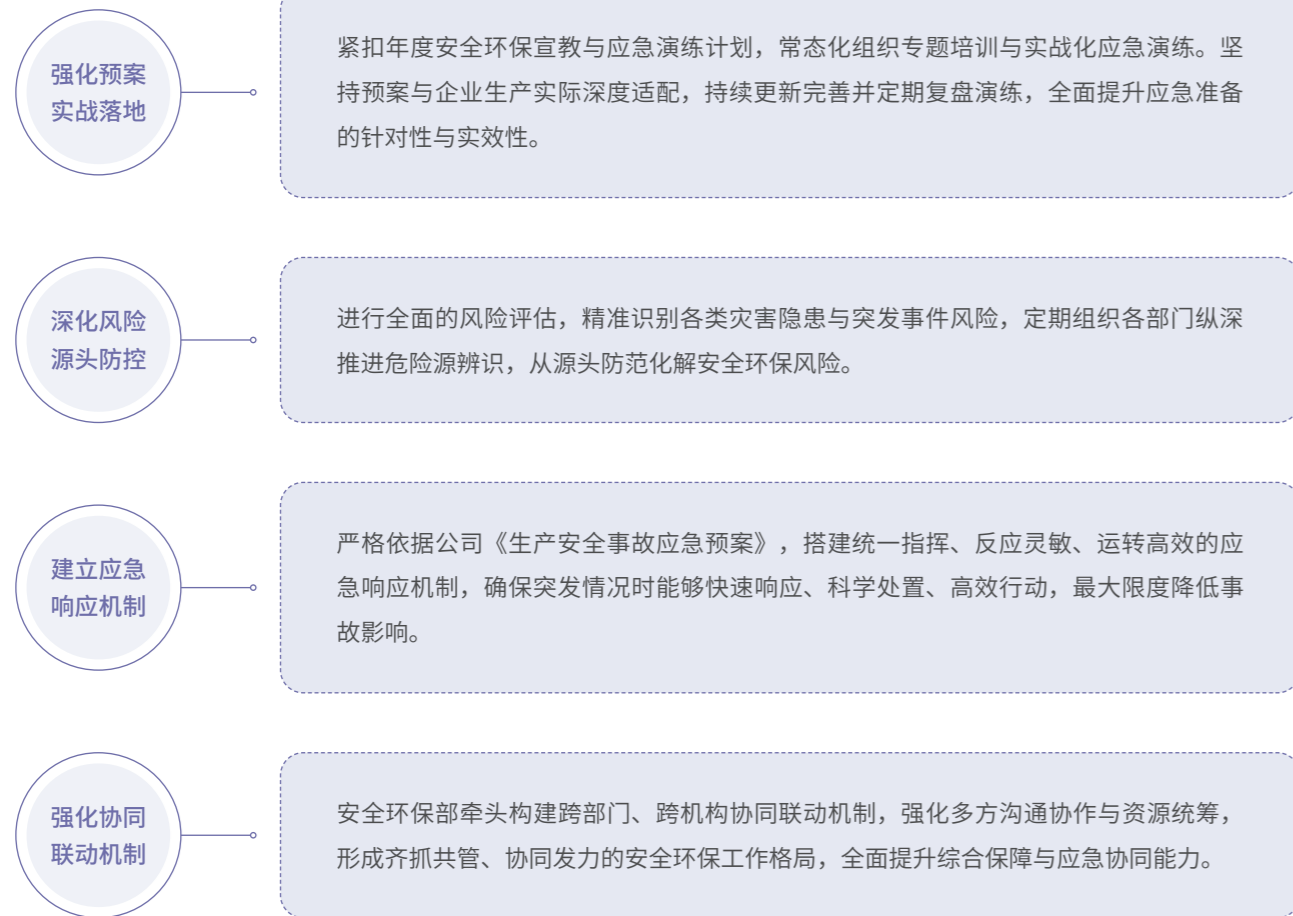 强化预案
实战落地
紧扣年度安全环保宣教与应急演练计划，常态化组织专题培训与实战化应急演练。坚
持预案与企业生产实际深度适配，持续更新完善并定期复盘演练，全面提升应急准备
的针对性与实效性。
深化风险
源头防控
进行全面的风险评估，精准识别各类灾害隐患与突发事件风险，定期组织各部门纵深
推进危险源辨识，从源头防范化解安全环保风险。
建立应急
响应机制
严格依据公司《生产安全事故应急预案》，搭建统一指挥、反应灵敏、运转高效的应
急响应机制，确保突发情况时能够快速响应、科学处置、高效行动，最大限度降低事
故影响。
强化协同
联动机制
安全环保部牵头构建跨部门、跨机构协同联动机制，强化多方沟通协作与资源统筹，
形成齐抓共管、协同发力的安全环保工作格局，全面提升综合保障与应急协同能力。